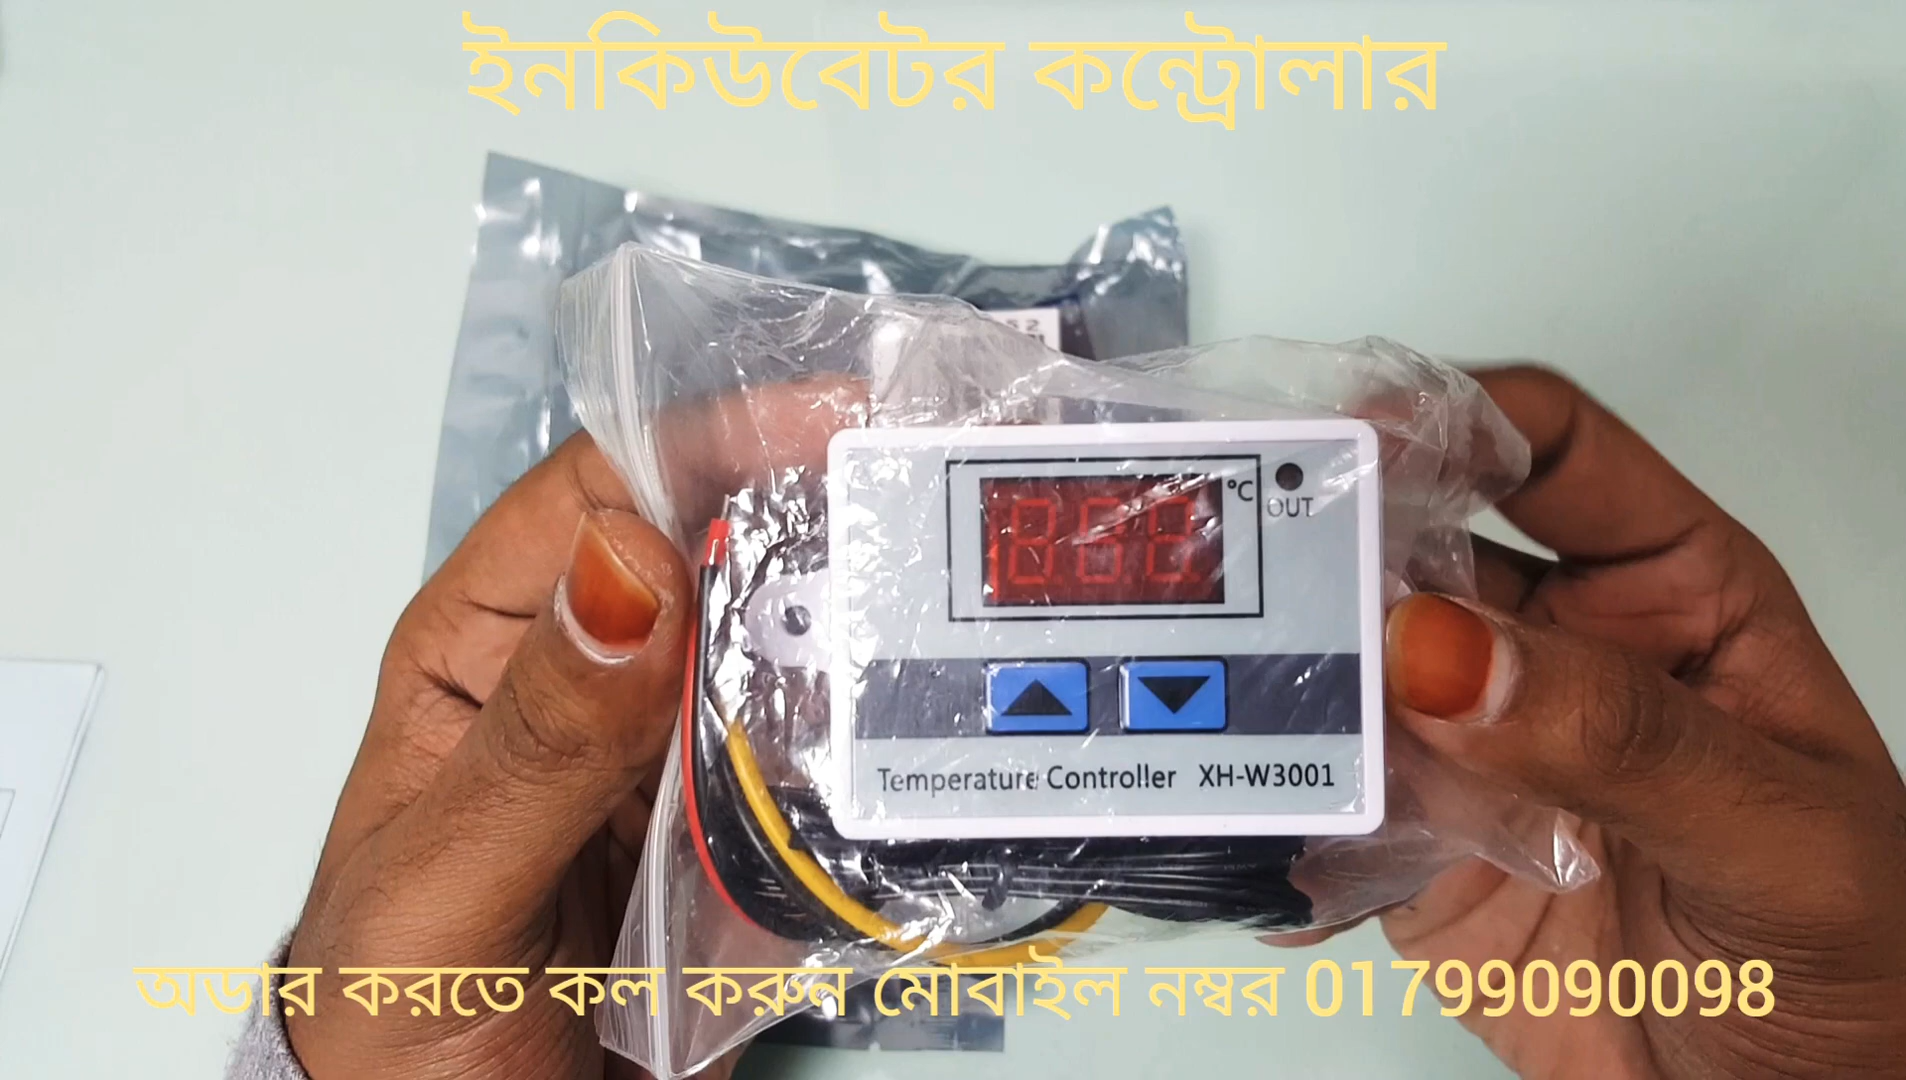 ইনকিউবেটর কন্ট্রোলার
°C
OUT
Temperature Controller XH-W3001
অডার করতে কল করুন মোবাইল নম্বর 01799090098